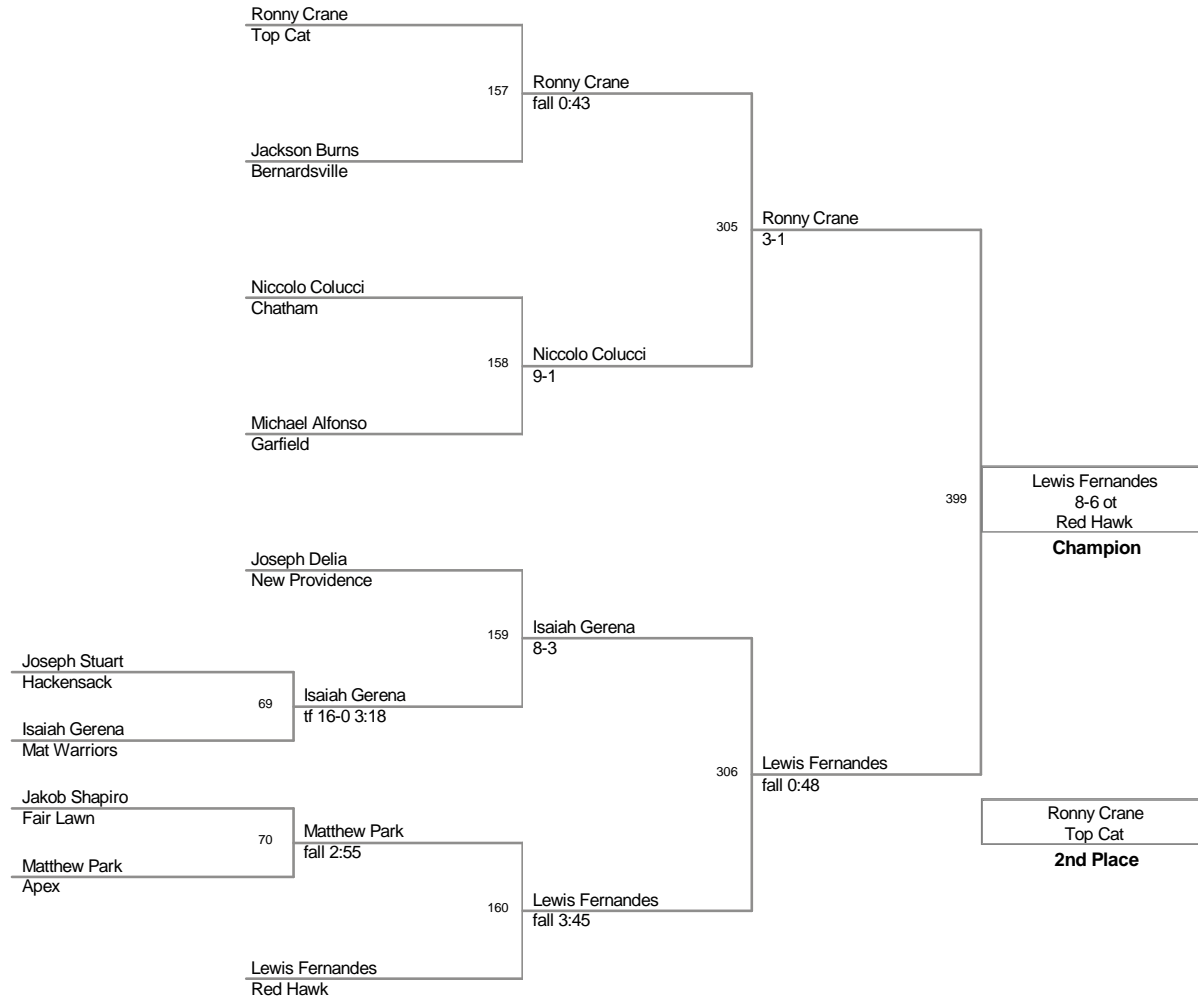 Ronny Crane
Top Cat
157
Ronny Crane
fall 0:43
Jackson Burns
Bernardsville
305
Ronny Crane
3-1
Niccolo Colucci
Chatham
158
Niccolo Colucci
9-1
Michael Alfonso
Garfield
399
Lewis Fernandes
8-6 ot
Red Hawk
Champion
Joseph Delia
New Providence
159
Isaiah Gerena
8-3
Joseph Stuart
Hackensack
69
Isaiah Gerena
tf 16-0 3:18
Isaiah Gerena
Mat Warriors
306
Lewis Fernandes
fall 0:48
Jakob Shapiro
Fair Lawn
70
Matthew Park
fall 2:55
Matthew Park
Apex
160
Lewis Fernandes
fall 3:45
Lewis Fernandes
Red Hawk
Ronny Crane
Top Cat
2nd Place